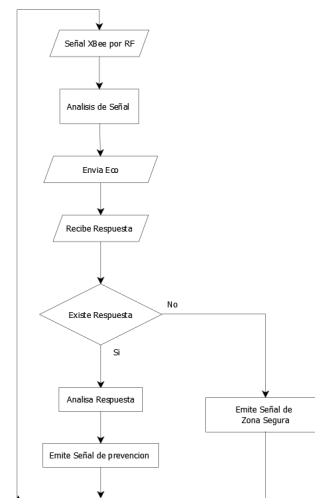 Señal XBee por RF
Analisis de Señal
Envia Eco
Recibe Respuesta
Existe Respuesta
No
Si
Analisa Respuesta
Emite Señal de
Zona Segura
Emite Señal de prevencion